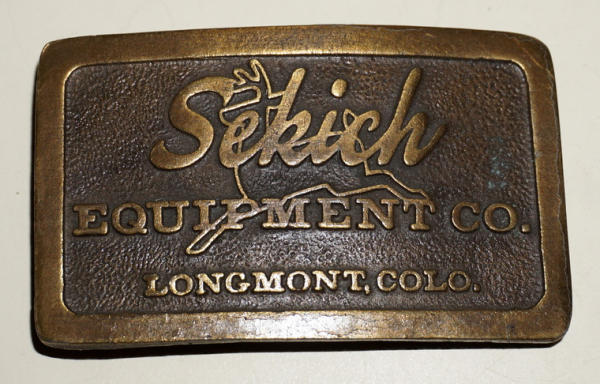 Sekich
EQUIPMENT CO.
LONGMONT, COLO.